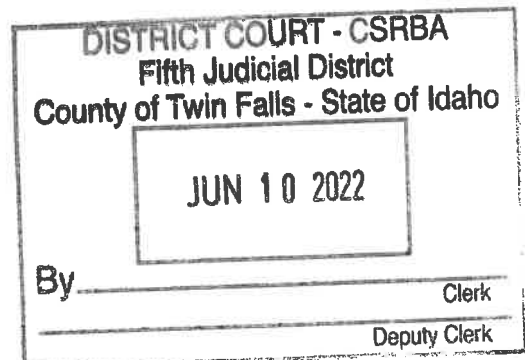 DISTRICT COURT - CSRBA
Fifth Judicial District
County of Twin Falls - State of Idaho
JUN 10 2022
By
Clerk
Deputy Clerk